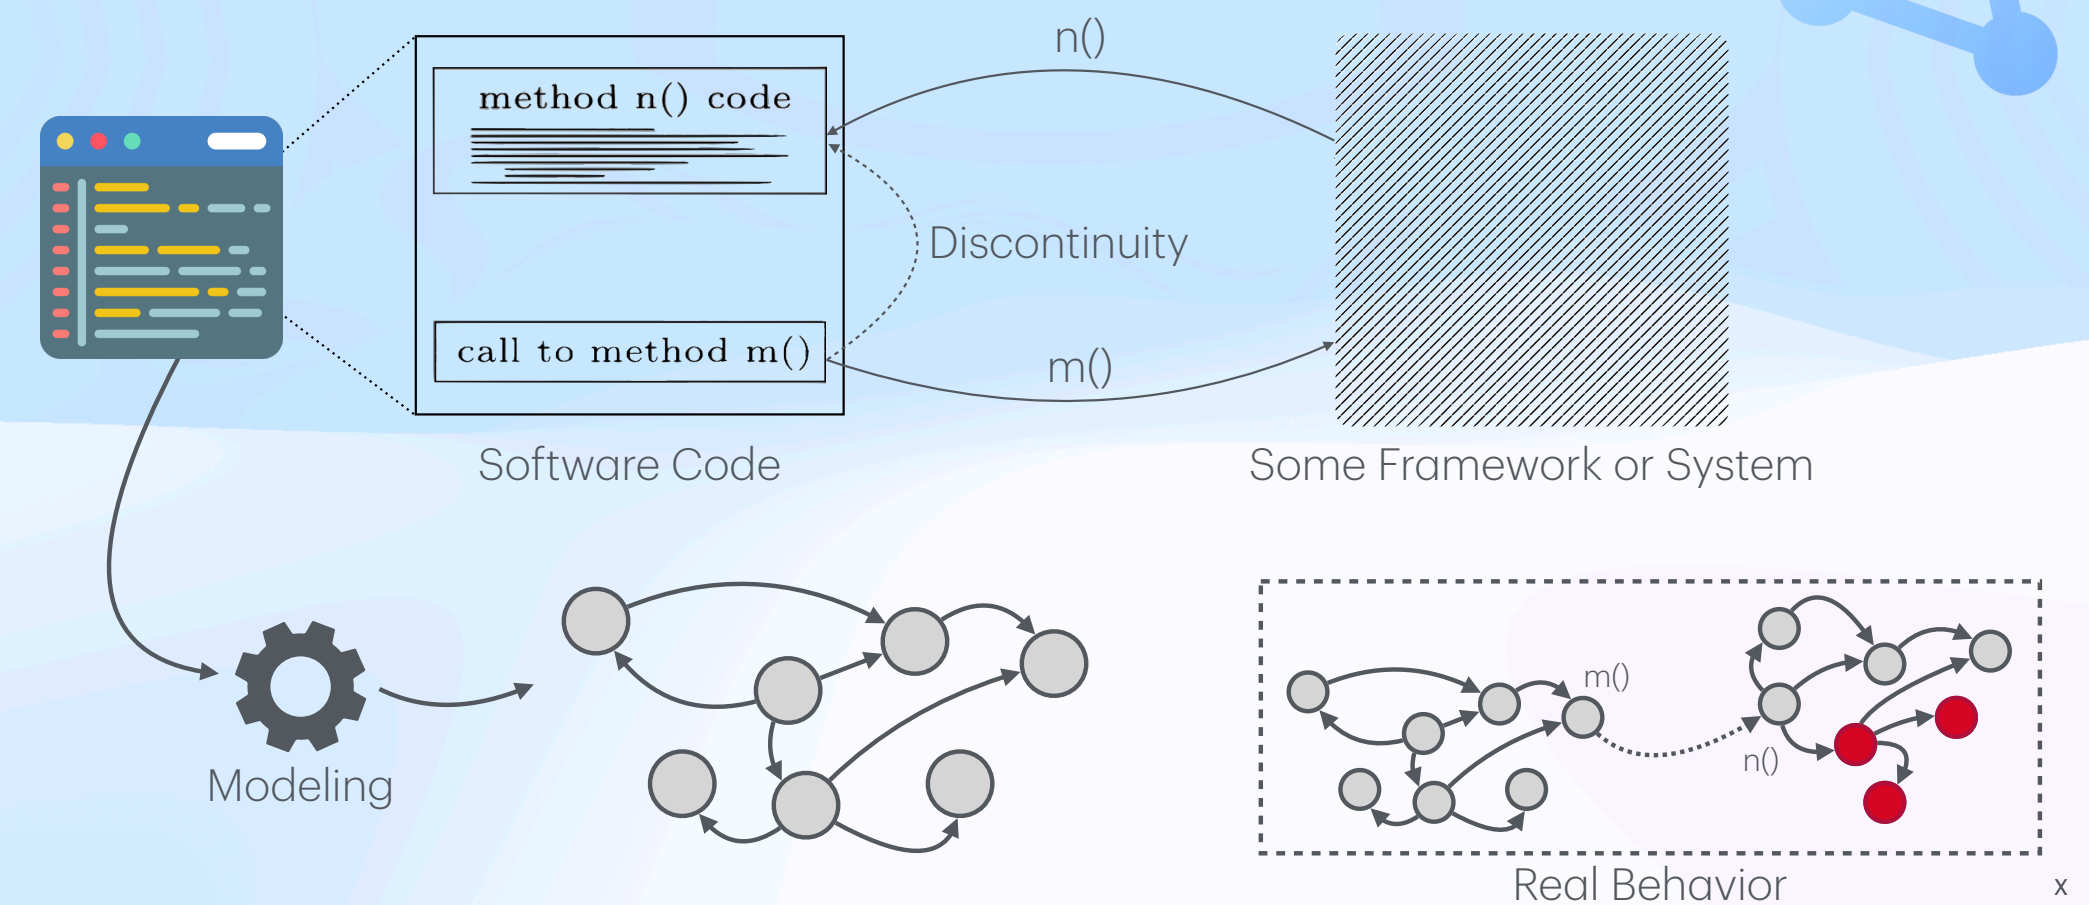 n()
method n() code
Discontinuity
call to method m()
m()
Software Code
Some Framework or System
Modeling
m()
n()
Real Behavior
x